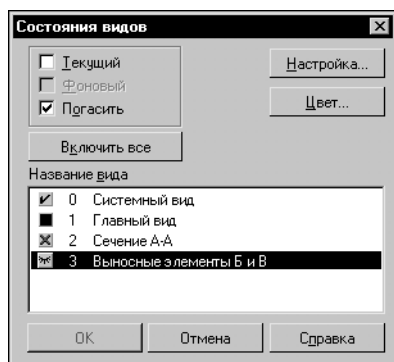 Состояния видов
Текущий
Фоновый
Погасить
Настройка...
Цвет...
Включить все
Название вида
0 Системный вид
1 Главный вид
2 Сечение А-А
3 Выносные элементы Б и В
OK
Отмена
Справка